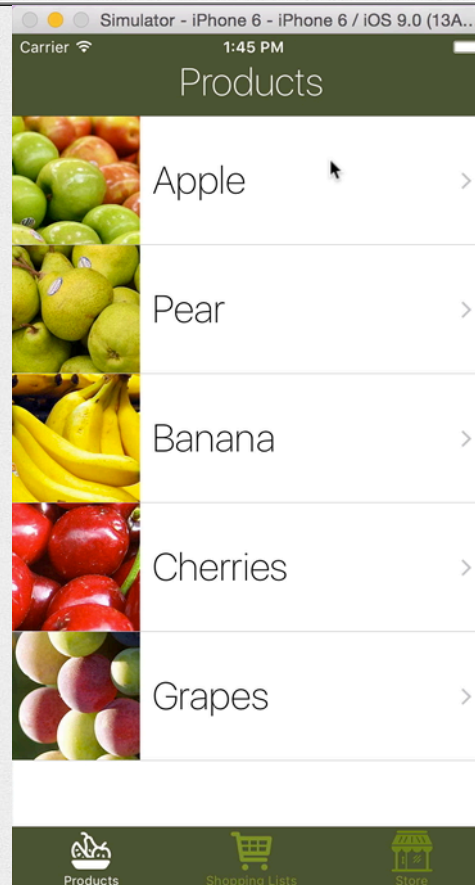 Simulator - iPhone 6 - iPhone 6 / iOS 9.0 (13A...
Carrier 1:45 PM
Products
Apple
Pear
Banana
Cherries
Grapes
Products Shopping Lists Store